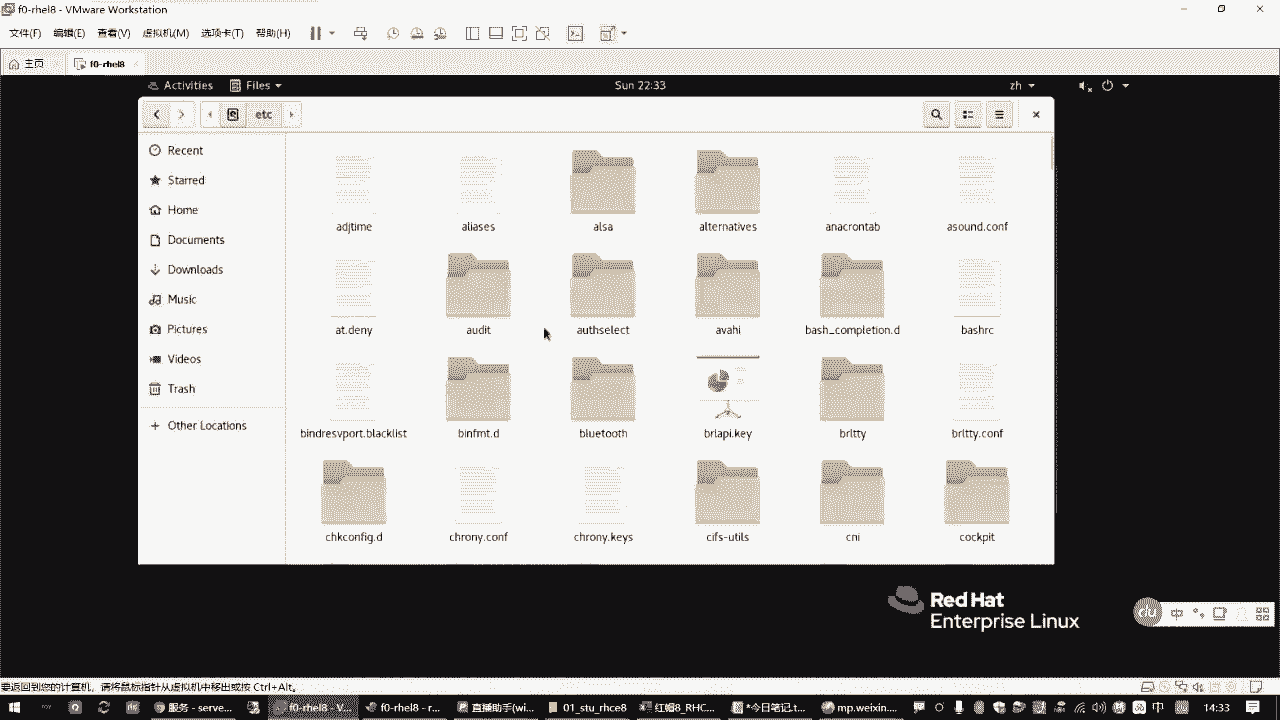 f0-rhel8 - VMware Workstation
文件(F) 编辑(E) 查看(V) 虚拟机(M) 选项卡(T) 帮助(H)
主页 f0-rhel8
Activities Files Sun 22:33 zh
etc
Recent
Starred
Home
Documents
Downloads
Music
Pictures
Videos
Trash
Other Locations
adjtime aliases alsa alternatives anacrontab asound.conf
at.deny audit authselect avahi bash_completion.d bashrc
bindresvport.blacklist binfmt.d bluetooth brlapi.key brltty brltty.conf
chkconfig.d chrony.conf chrony.keys cifs-utils cni cockpit
Red Hat
Enterprise Linux
du 中
要返回到您的计算机，请将鼠标指针从虚拟机中移出或按 Ctrl+Alt。
服务 - serve... f0-rhel8 - V... f0-rhel8 - r... 直播助手(wi... 01_stu_rhce8 红帽8_RHC... *今日笔记.t... mp.weixin... 中 14:33